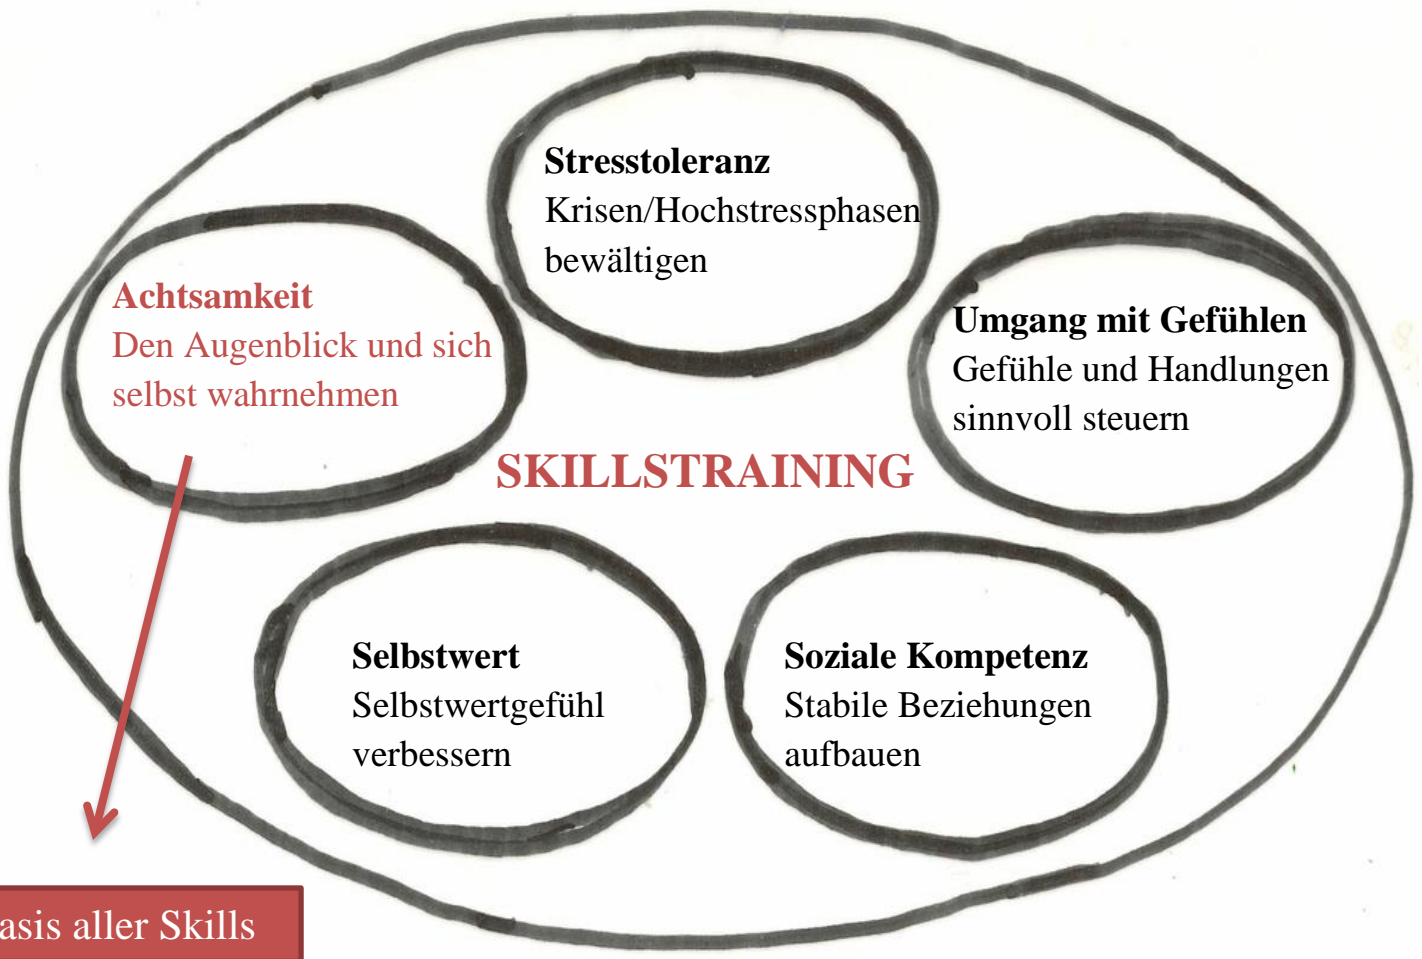 Stresstoleranz
Krisen/Hochstressphasen
bewältigen
Achtsamkeit
Den Augenblick und sich
selbst wahrnehmen
Umgang mit Gefühlen
Gefühle und Handlungen
sinnvoll steuern
SKILLSTRAINING
Selbstwert
Selbstwertgefühl
verbessern
Soziale Kompetenz
Stabile Beziehungen
aufbauen
asis aller Skills